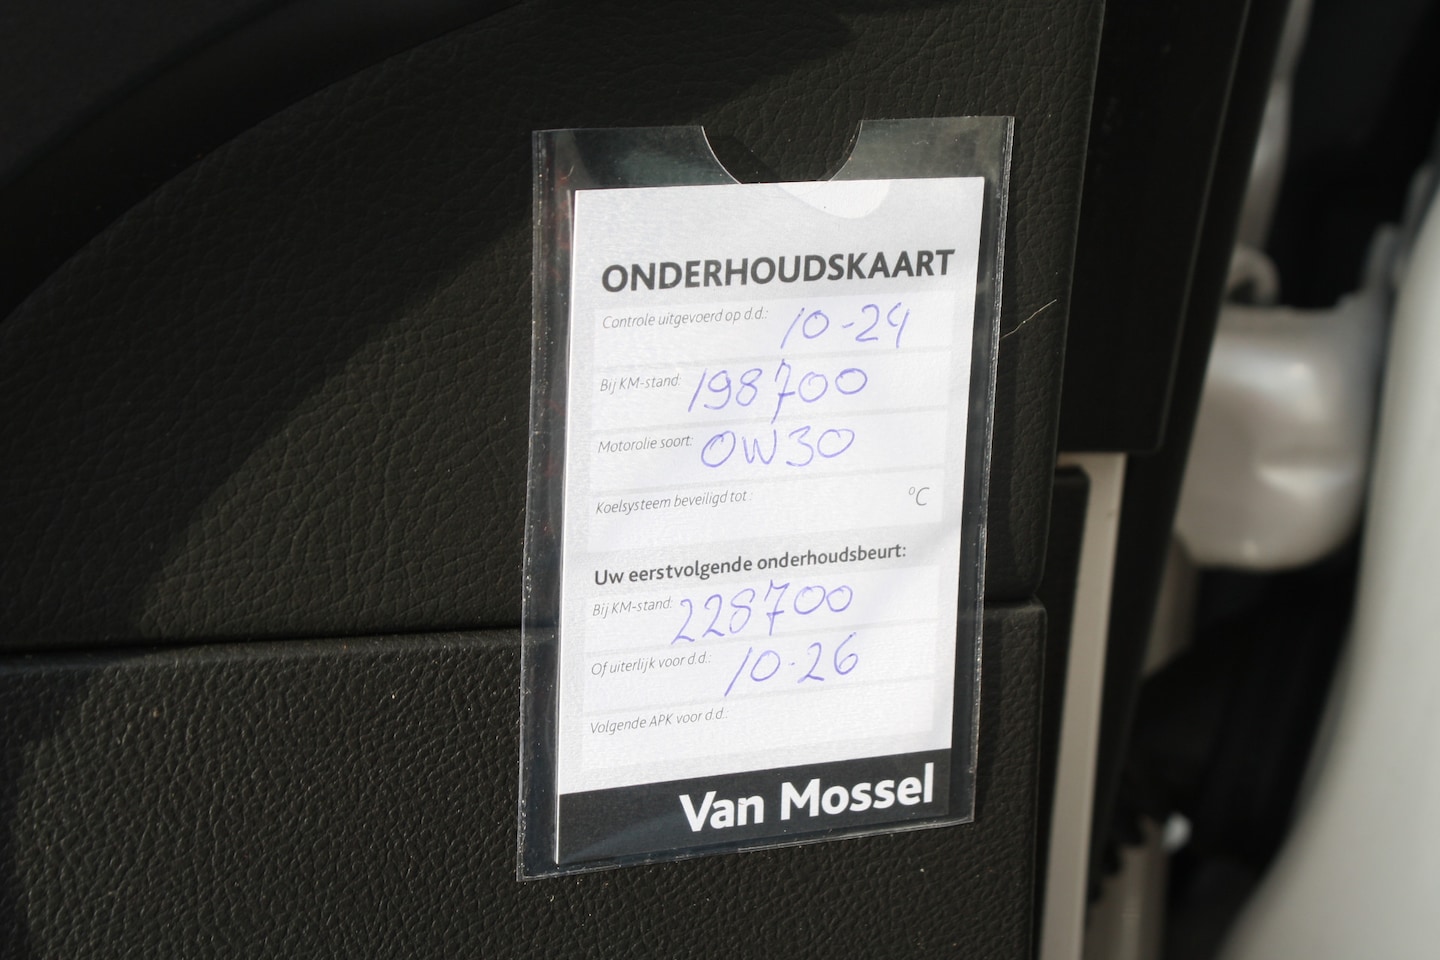 ONDERHOUDSKAART
Controle uitgevoerd op d.d.: 10-24
Bij KM-stand: 198700
Motorolie soort: 0W30
Koelsysteem beveiligd tot : °C
Uw eerstvolgende onderhoudsbeurt:
Bij KM-stand: 228700
Of uiterlijk voor d.d.: 10-26
Volgende APK voor d.d.:
Van Mossel